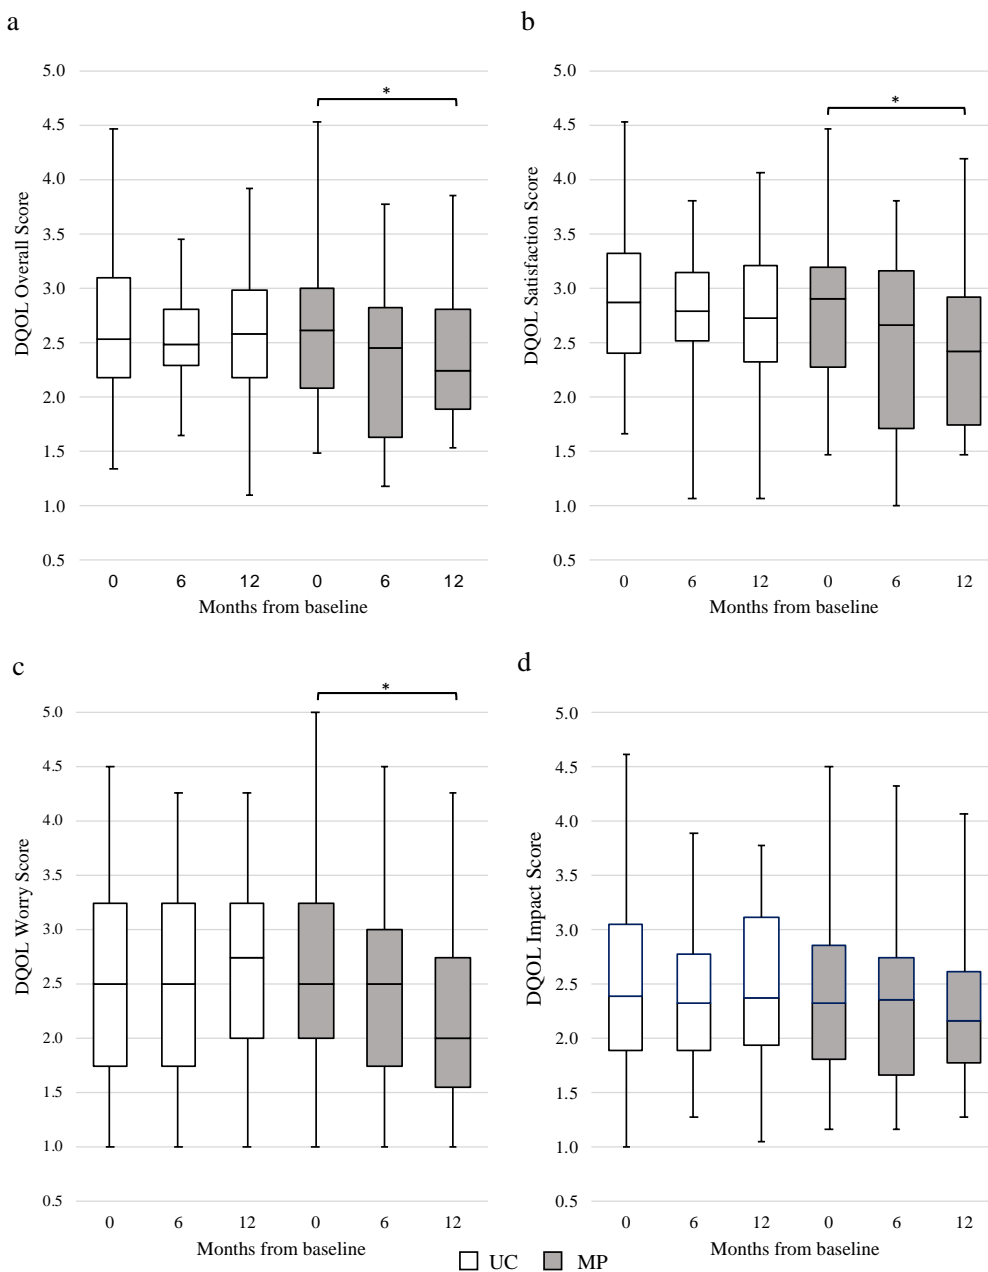 a
DQOL Overall Score
5.0
4.5
4.0
3.5
3.0
2.5
2.0
1.5
1.0
0.5
*
0 6 12 0 6 12
Months from baseline
b
DQOL Satisfaction Score
5.0
4.5
4.0
3.5
3.0
2.5
2.0
1.5
1.0
0.5
*
0 6 12 0 6 12
Months from baseline
c
DQOL Worry Score
5.0
4.5
4.0
3.5
3.0
2.5
2.0
1.5
1.0
0.5
*
0 6 12 0 6 12
Months from baseline
d
DQOL Impact Score
5.0
4.5
4.0
3.5
3.0
2.5
2.0
1.5
1.0
0.5
0 6 12 0 6 12
Months from baseline
UC MP